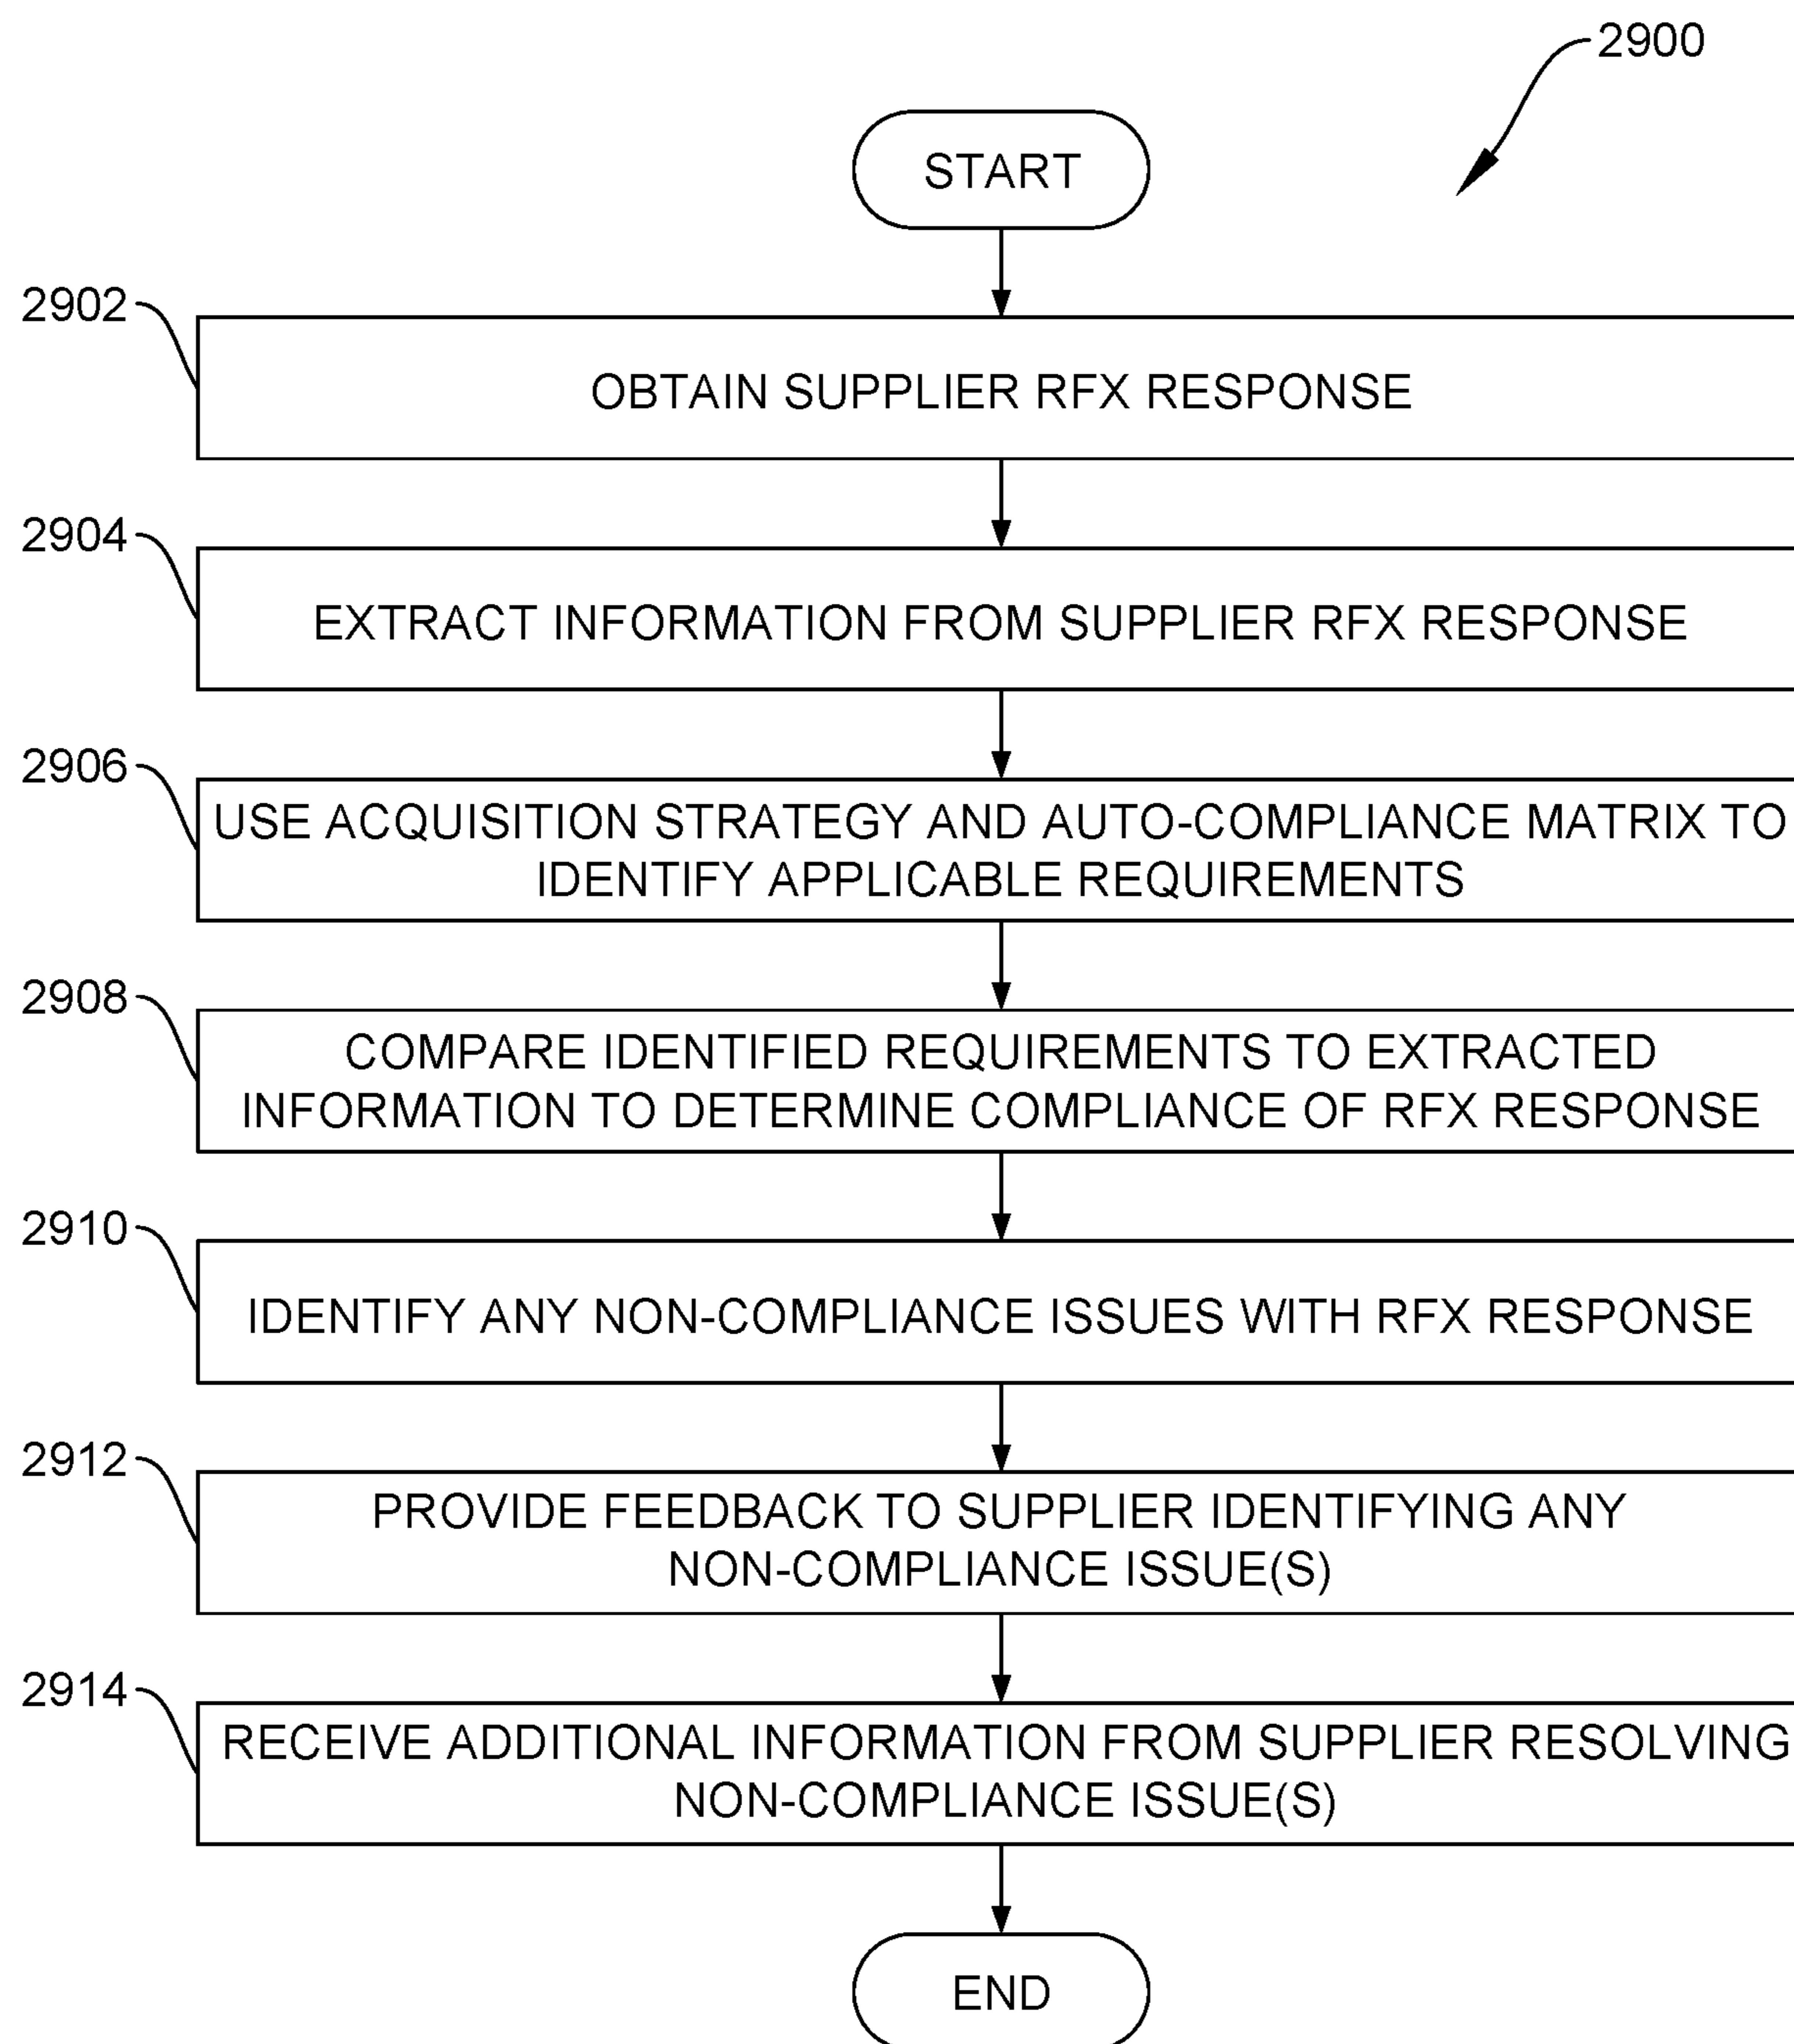 2900
START
2902
OBTAIN SUPPLIER RFX RESPONSE
2904
EXTRACT INFORMATION FROM SUPPLIER RFX RESPONSE
2906
USE ACQUISITION STRATEGY AND AUTO-COMPLIANCE MATRIX TO
IDENTIFY APPLICABLE REQUIREMENTS
2908
COMPARE IDENTIFIED REQUIREMENTS TO EXTRACTED
INFORMATION TO DETERMINE COMPLIANCE OF RFX RESPONSE
2910
IDENTIFY ANY NON-COMPLIANCE ISSUES WITH RFX RESPONSE
2912
PROVIDE FEEDBACK TO SUPPLIER IDENTIFYING ANY
NON-COMPLIANCE ISSUE(S)
2914
RECEIVE ADDITIONAL INFORMATION FROM SUPPLIER RESOLVING
NON-COMPLIANCE ISSUE(S)
END